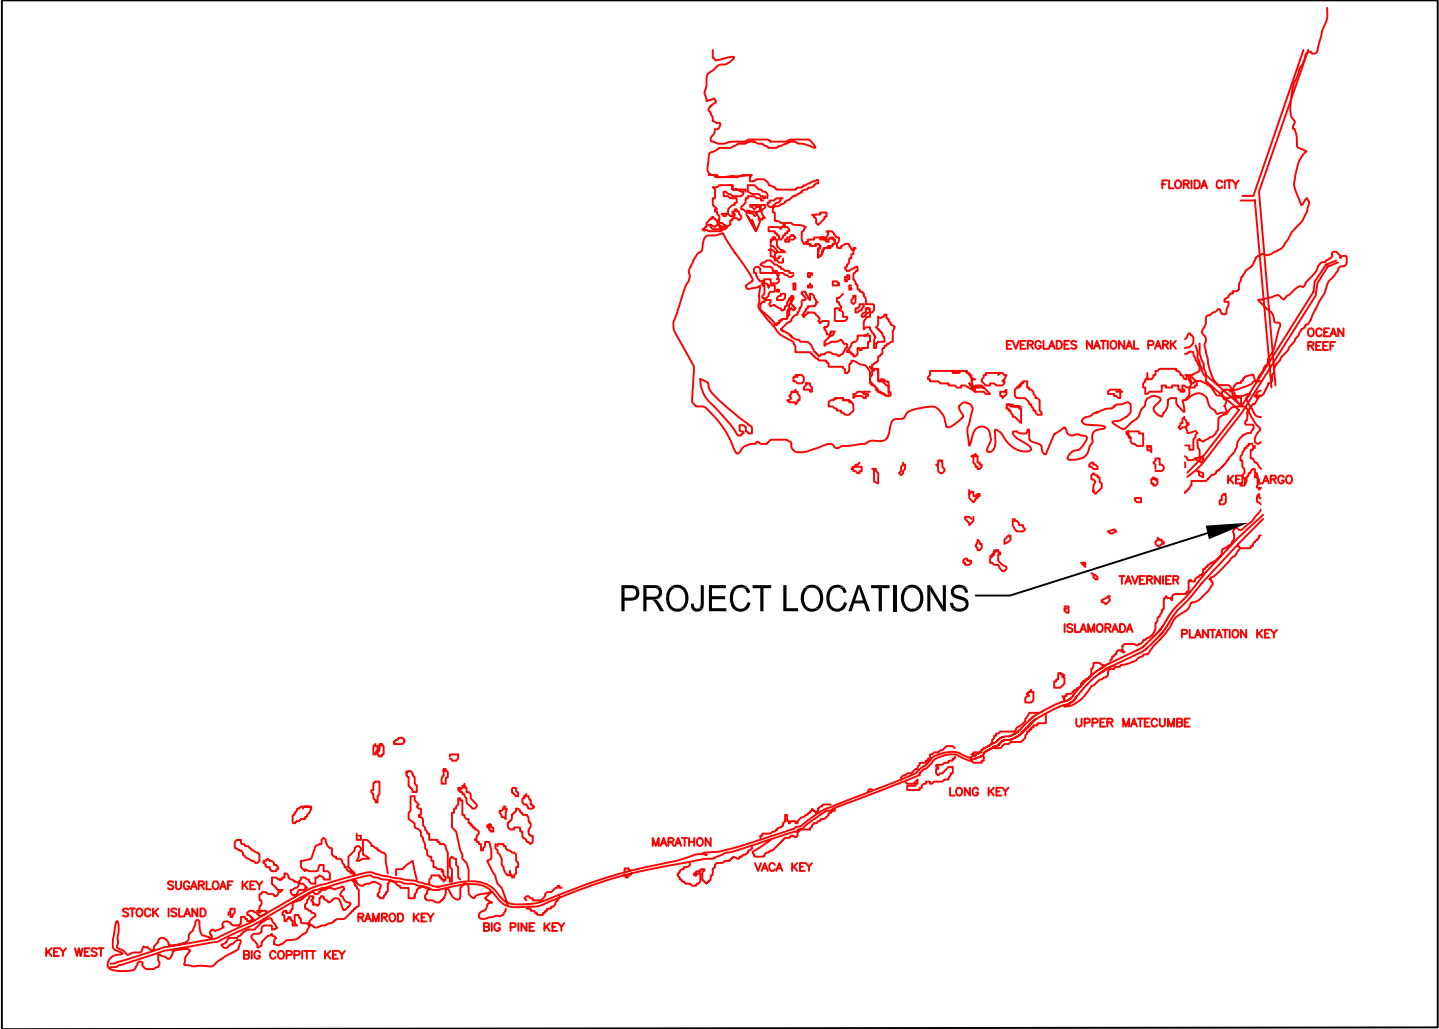 FLORIDA CITY
OCEAN
REEF
EVERGLADES NATIONAL PARK
KEY LARGO
PROJECT LOCATIONS
TAVERNIER
ISLAMORADA
PLANTATION KEY
UPPER MATECUMBE
LONG KEY
MARATHON
VACA KEY
SUGARLOAF KEY
STOCK ISLAND
RAMROD KEY
BIG PINE KEY
KEY WEST
BIG COPPITT KEY